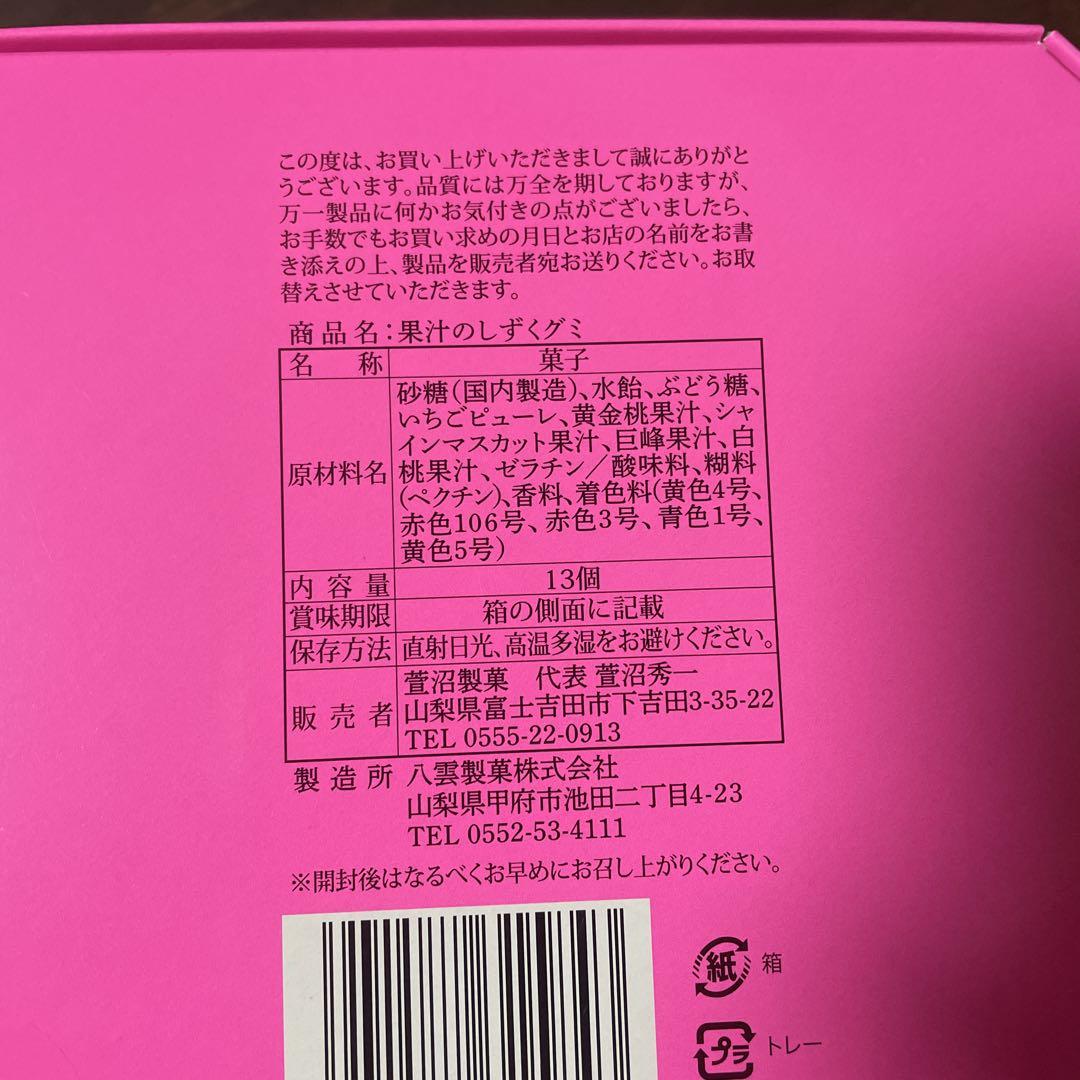 この度は、お買い上げいただきまして誠にありがと
うございます。品質には万全を期しておりますが、
万一製品に何かお気付きの点がございましたら、
お手数でもお買い求めの月日とお店の名前をお書
き添えの上、製品を販売者宛お送りください。お取
替えさせていただきます。
商品名：果汁のしずくグミ
名称 菓子
原材料名 砂糖（国内製造）、水飴、ぶどう糖、
いちごピューレ、黄金桃果汁、シャ
インマスカット果汁、巨峰果汁、白
桃果汁、ゼラチン／酸味料、糊料
（ペクチン）、香料、着色料（黄色4号、
赤色106号、赤色3号、青色1号、
黄色5号）
内容量 13個
賞味期限 箱の側面に記載
保存方法 直射日光、高温多湿をお避けください。
販売者 萱沼製菓 代表 萱沼秀一
山梨県富士吉田市下吉田3-35-22
TEL 0555-22-0913
製造所 八雲製菓株式会社
山梨県甲府市池田二丁目4-23
TEL 0552-53-4111
※開封後はなるべくお早めにお召し上がりください。
紙 箱
プラ トレー